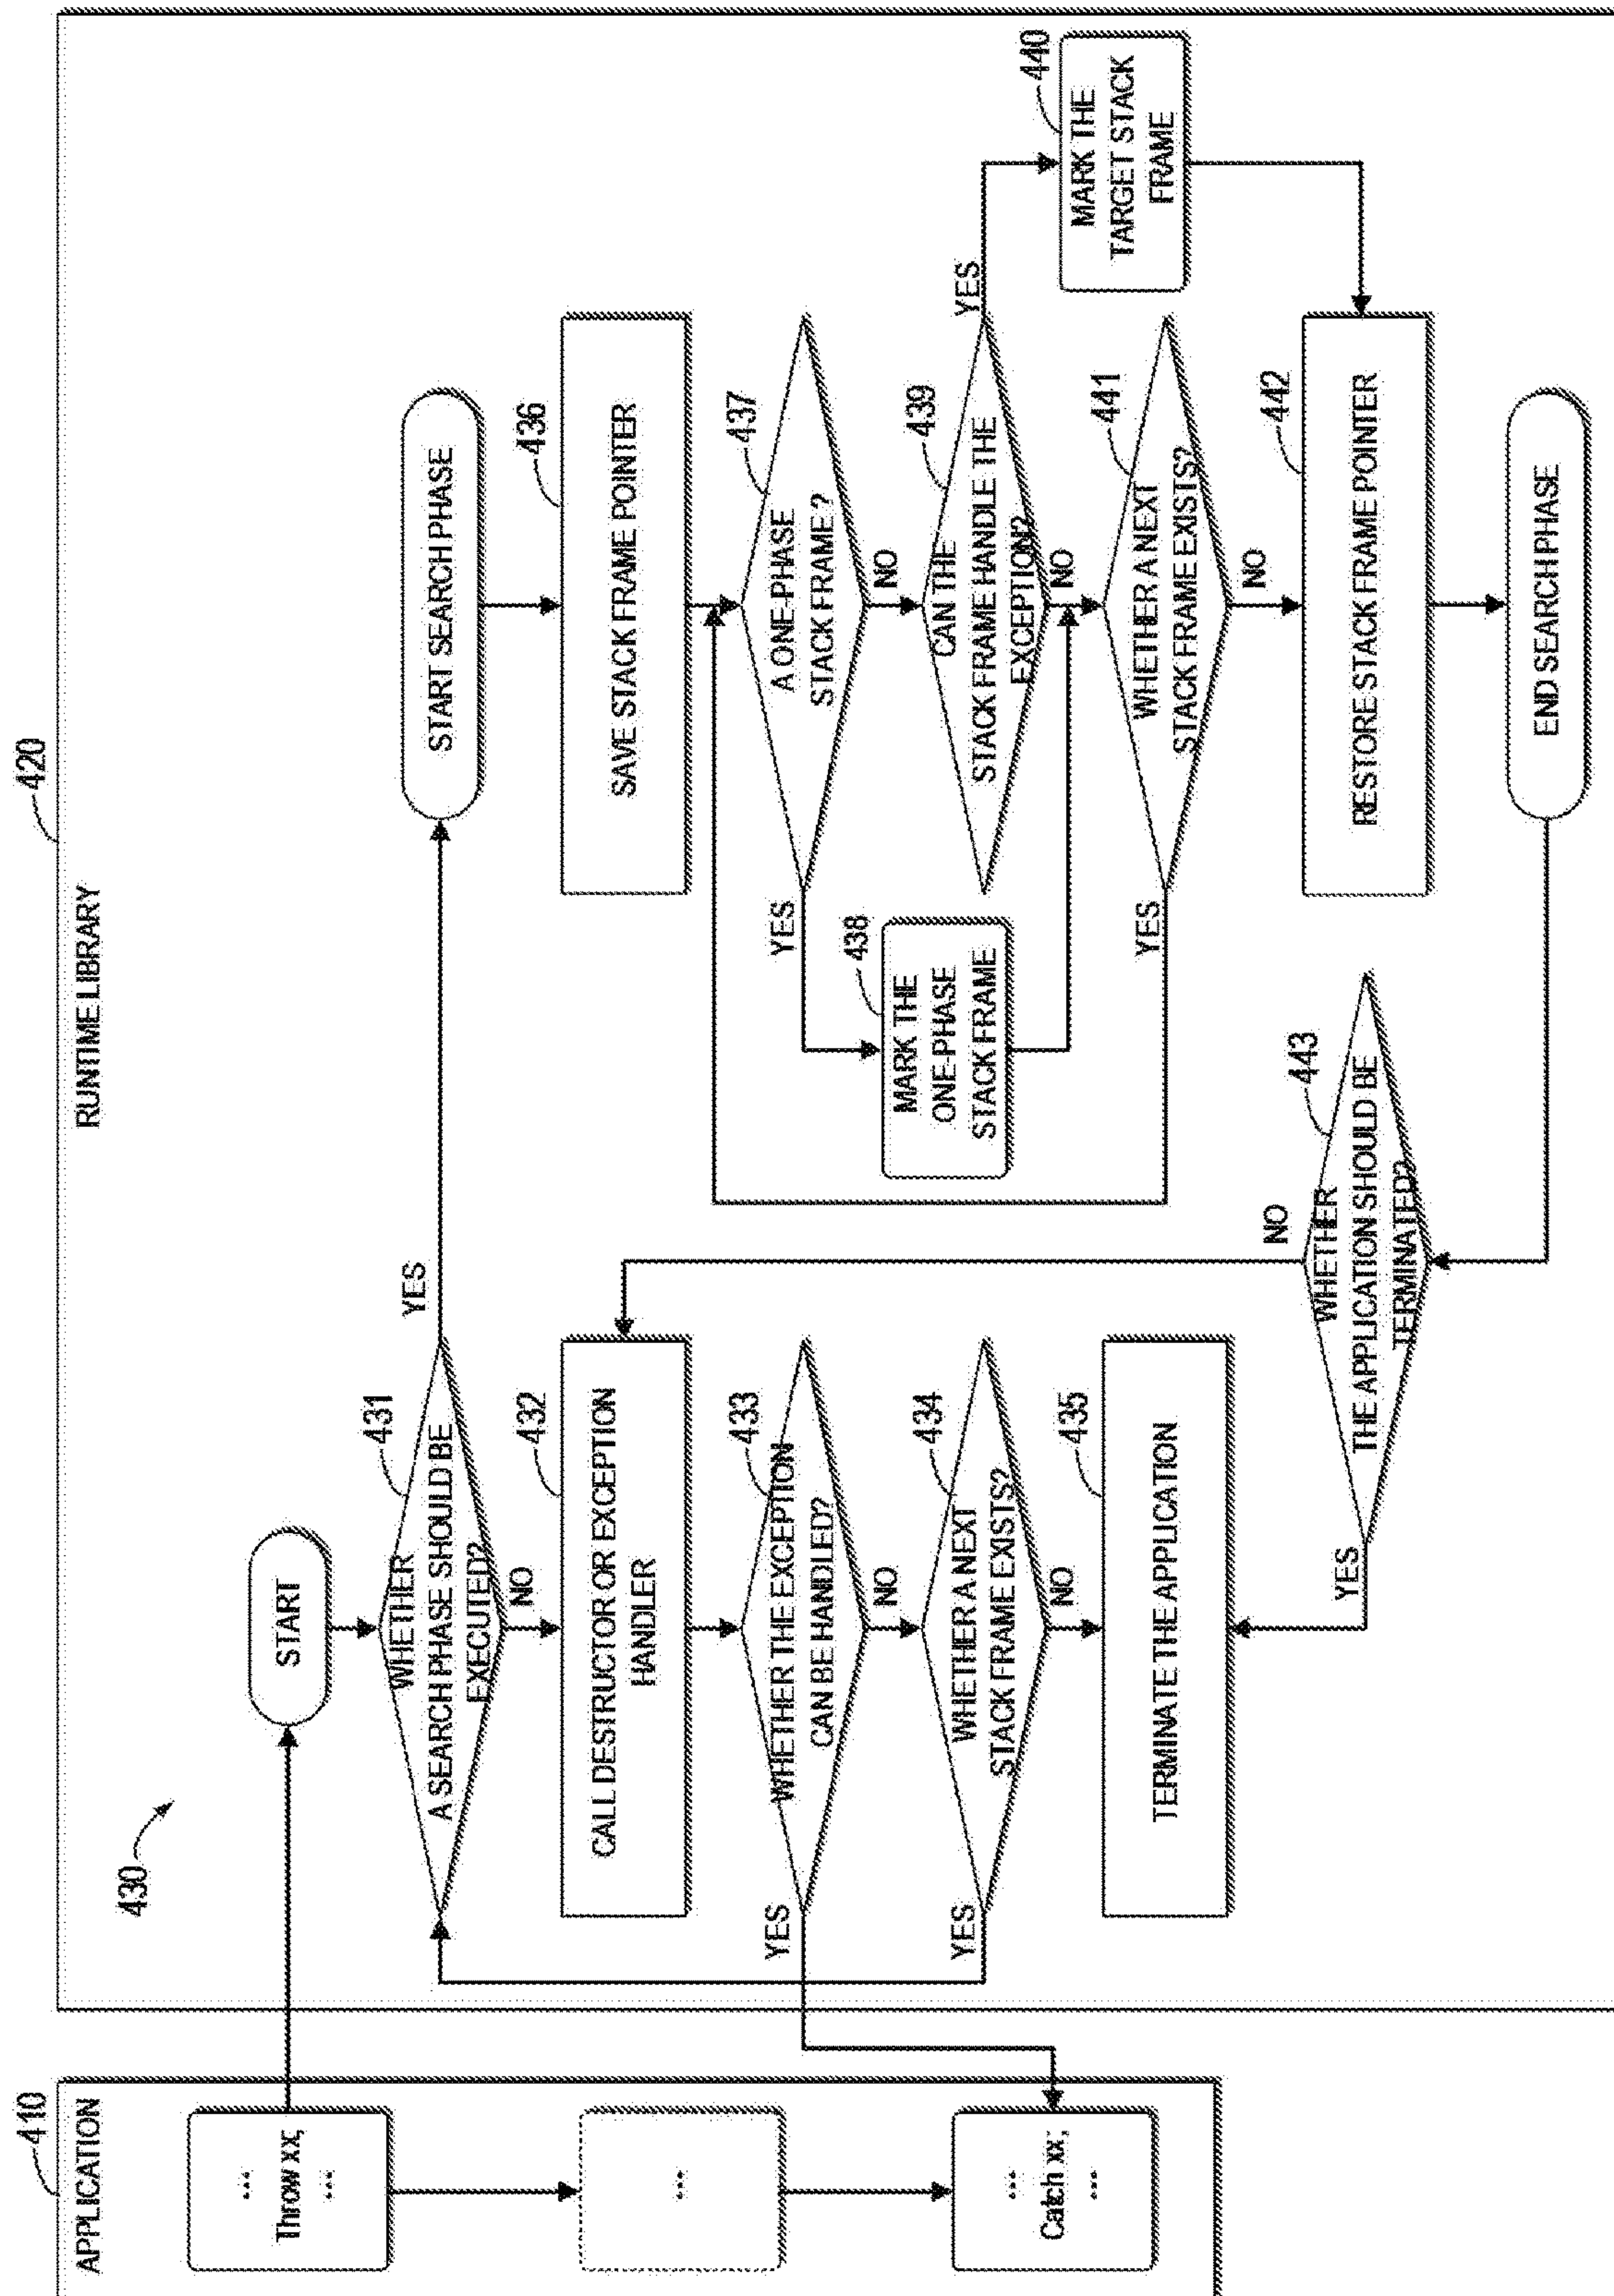 410
APPLICATION
...
Throw xx;
...
...
...
Catch xx;
...
420
RUNTIME LIBRARY
430
START
431
WHETHER
A SEARCH PHASE SHOULD BE
EXECUTED?
YES
NO
432
CALL DESTRUCTOR OR EXCEPTION
HANDLER
433
WHETHER THE EXCEPTION
CAN BE HANDLED?
YES
NO
434
WHETHER A NEXT
STACK FRAME EXISTS?
YES
NO
435
TERMINATE THE APPLICATION
START SEARCH PHASE
436
SAVE STACK FRAME POINTER
437
A ONE-PHASE
STACK FRAME?
YES
NO
438
MARK THE
ONE-PHASE
STACK FRAME
439
CAN THE
STACK FRAME HANDLE THE
EXCEPTION?
YES
NO
440
MARK THE
TARGET STACK
FRAME
441
WHETHER A NEXT
STACK FRAME EXISTS?
YES
NO
442
RESTORE STACK FRAME POINTER
END SEARCH PHASE
443
WHETHER
THE APPLICATION SHOULD BE
TERMINATED?
NO
YES